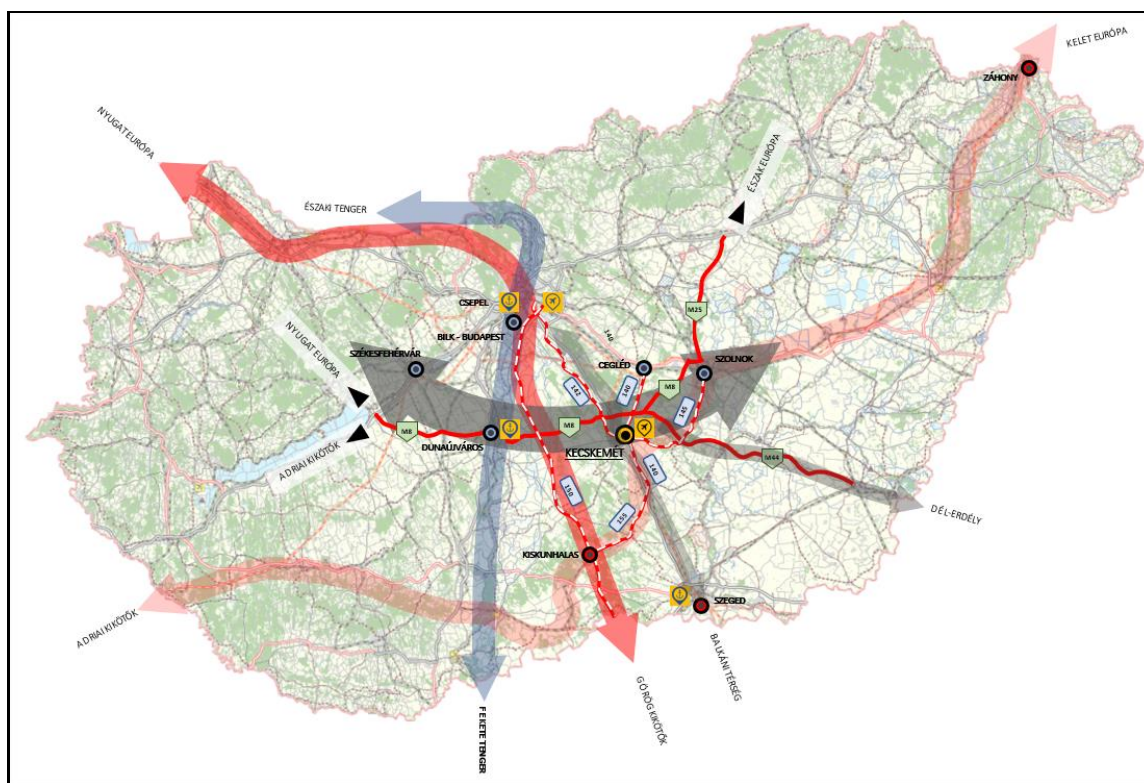 KELET EURÓPA
ZÁHONY
NYUGAT EURÓPA
ÉSZAK EURÓPA
ÉSZAKI TENGER
CSEPEL
M25
BILK - BUDAPEST
140
NYUGAT EURÓPA
SZÉKESFEHÉRVÁR
CEGLÉD
SZOLNOK
142
140
M8
145
M8
M8
ADRIAI KIKÖTŐK
DUNAÚJVÁROS
KECSKEMÉT
M44
140
150
155
DÉL-ERDÉLY
KISKUNHALAS
SZEGED
ADRIAI KIKÖTŐK
FEKETE TENGER
GÖRÖG KIKÖTŐK
BALKÁNI TÉRSÉG